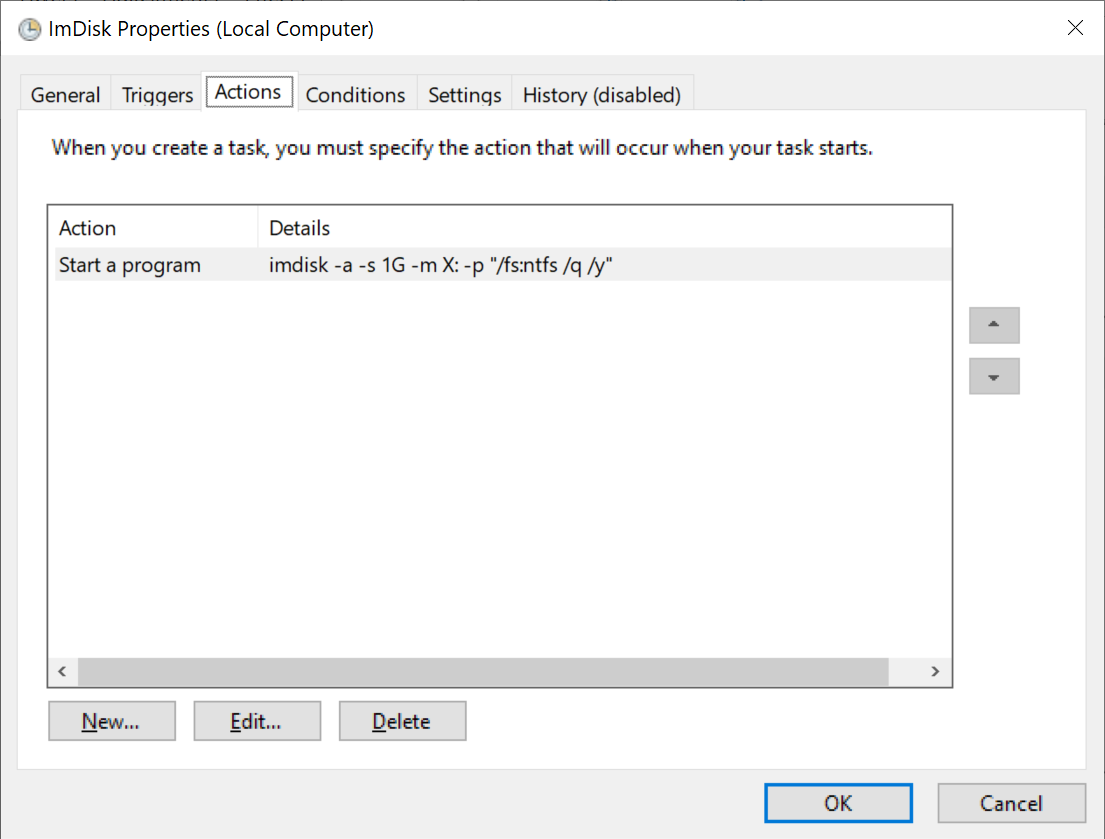 ImDisk Properties (Local Computer)
General Triggers Actions Conditions Settings History (disabled)
When you create a task, you must specify the action that will occur when your task starts.
Action Details
Start a program imdisk -a -s 1G -m X: -p "/fs:ntfs /q /y"
New... Edit... Delete
OK Cancel